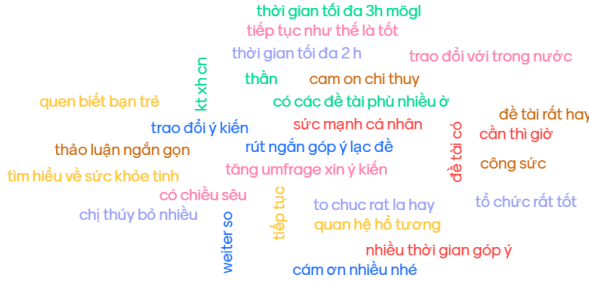 thời gian tối đa 3h mögl
tiếp tục như thế là tốt
thời gian tối đa 2 h
trao đổi với trong nước
kt xh cn
thần
cam on chi thuy
quen biết bạn trẻ
có các đề tài phù nhiều ở
đề tài rất hay
trao đổi ý kiến
sức mạnh cá nhãn
đề tài cò
cần thì giờ
thảo luận ngắn gọn
rút ngắn góp ý lạc đề
tăng umfrage xin ý kiến
công sức
tìm hiểu về sức khỏe tinh
có chiều sêu
tiếp tục
to chuc rat la hay
tổ chức rất tốt
chị thúy bỏ nhiều
weiter so
quan hệ hổ tương
nhiều thời gian góp ý
cám ơn nhiều nhé